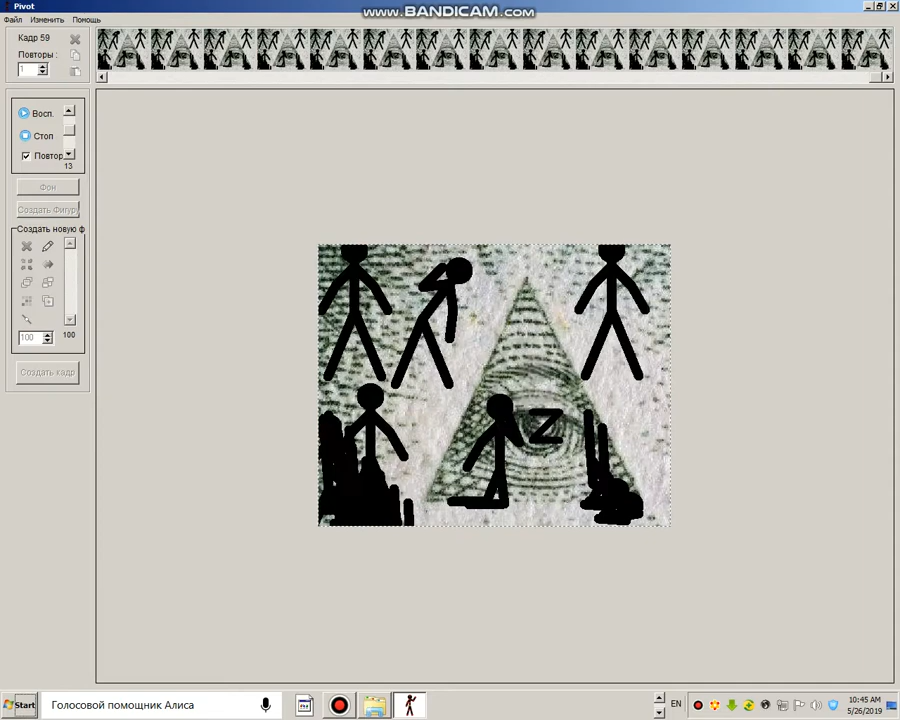 Pivot
www.BANDICAM.com
Файл Изменить Помощь
Кадр 59
Повторы :
1
Восп.
Стоп
Повтор
13
Фон
Создать Фигуру
Создать новую ф
100
100
Создать кадр
Z
Start
Голосовой помощник Алиса
EN
10:45 AM
5/26/2019